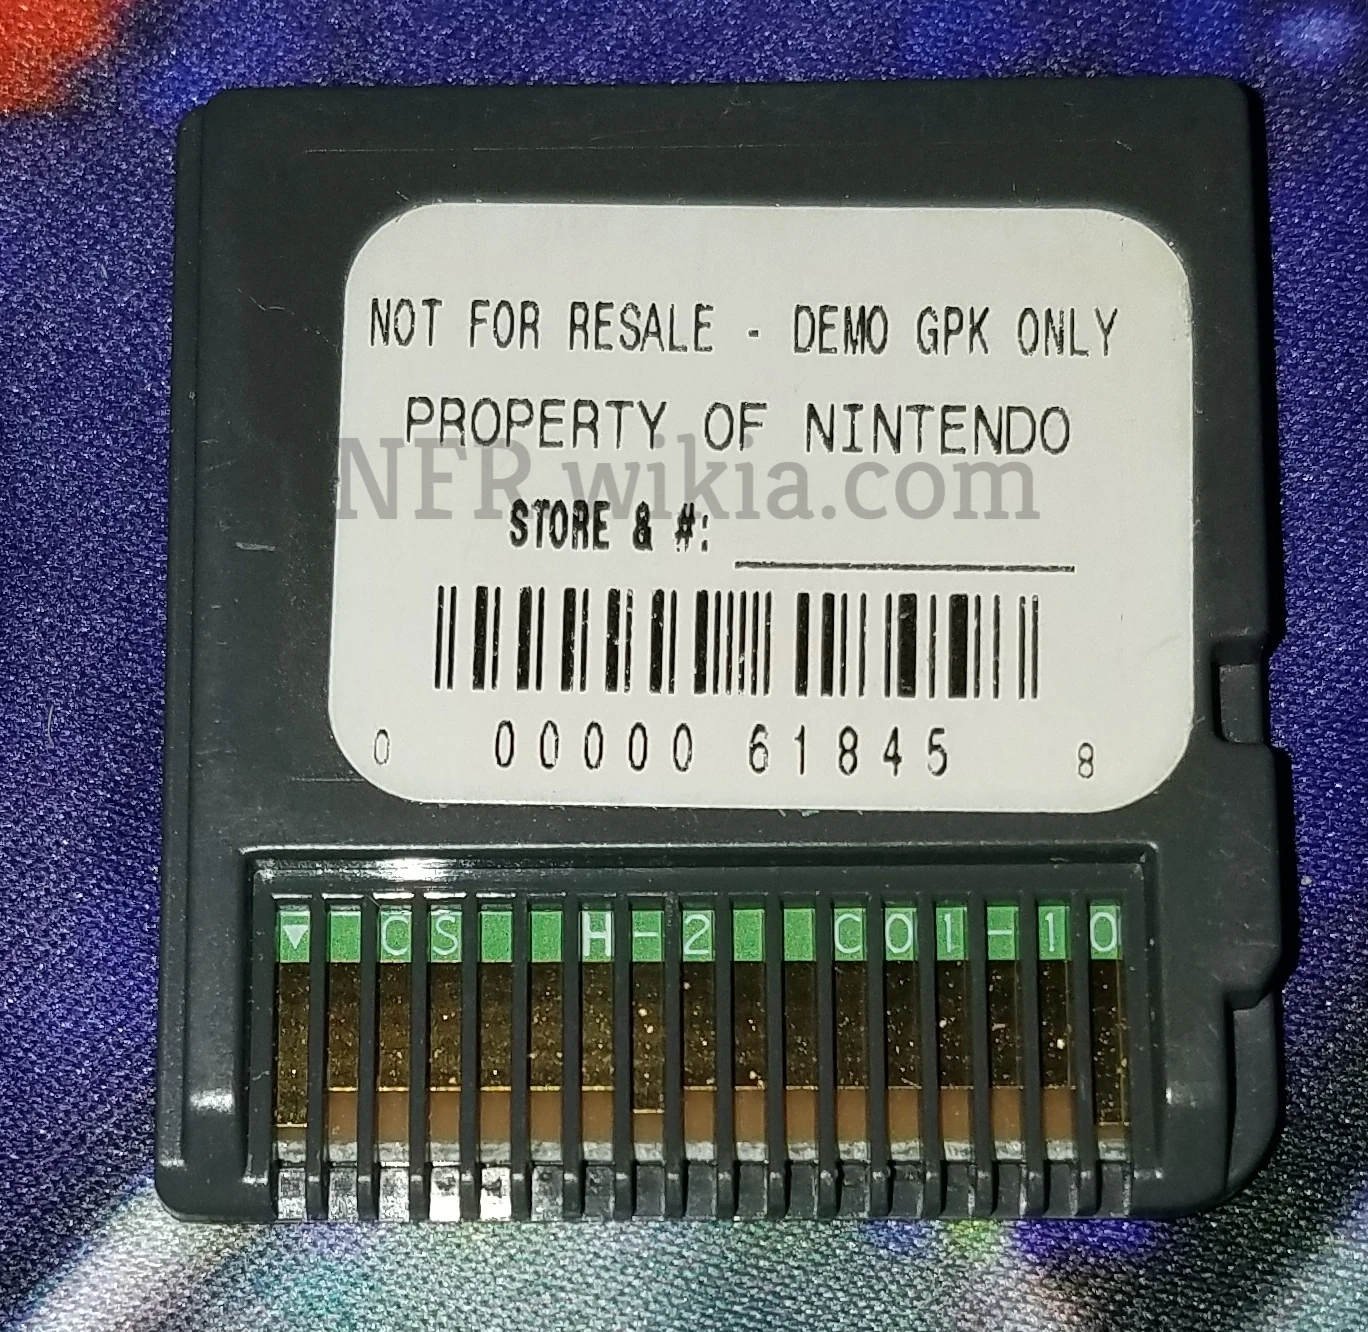 NOT FOR RESALE - DEMO GPK ONLY
PROPERTY OF NINTENDO
NFR.wikia.com
STORE & #:
0 00000 61845 8
▼ CS H-2 C01-10